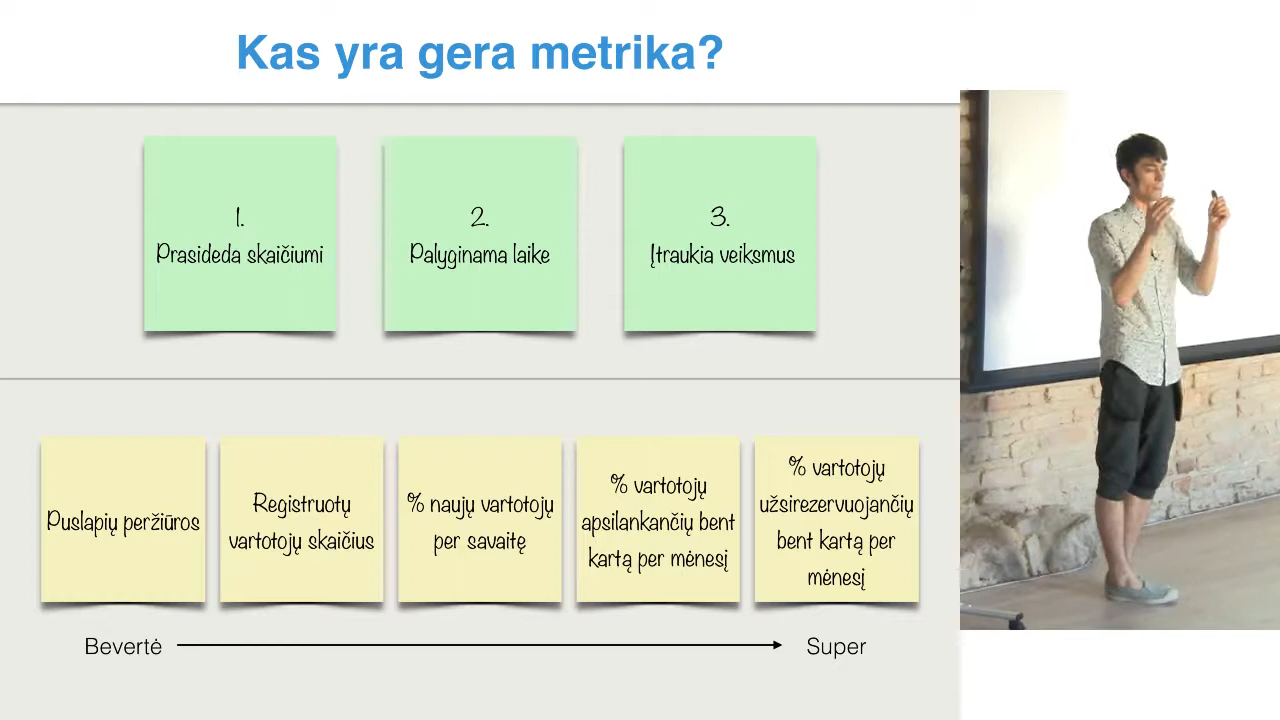 Kas yra gera metrika?
1.
Prasideda skaičiumi
2.
Palyginama laike
3.
Įtraukia veiksmus
Puslapių peržiūros
Registruotų
vartotojų skaičius
% naujų vartotojų
per savaitę
% vartotojų
apsilankančių bent
kartą per mėnesį
% vartotojų
užsirezervuojančių
bent kartą per
mėnesį
Bevertė
Super